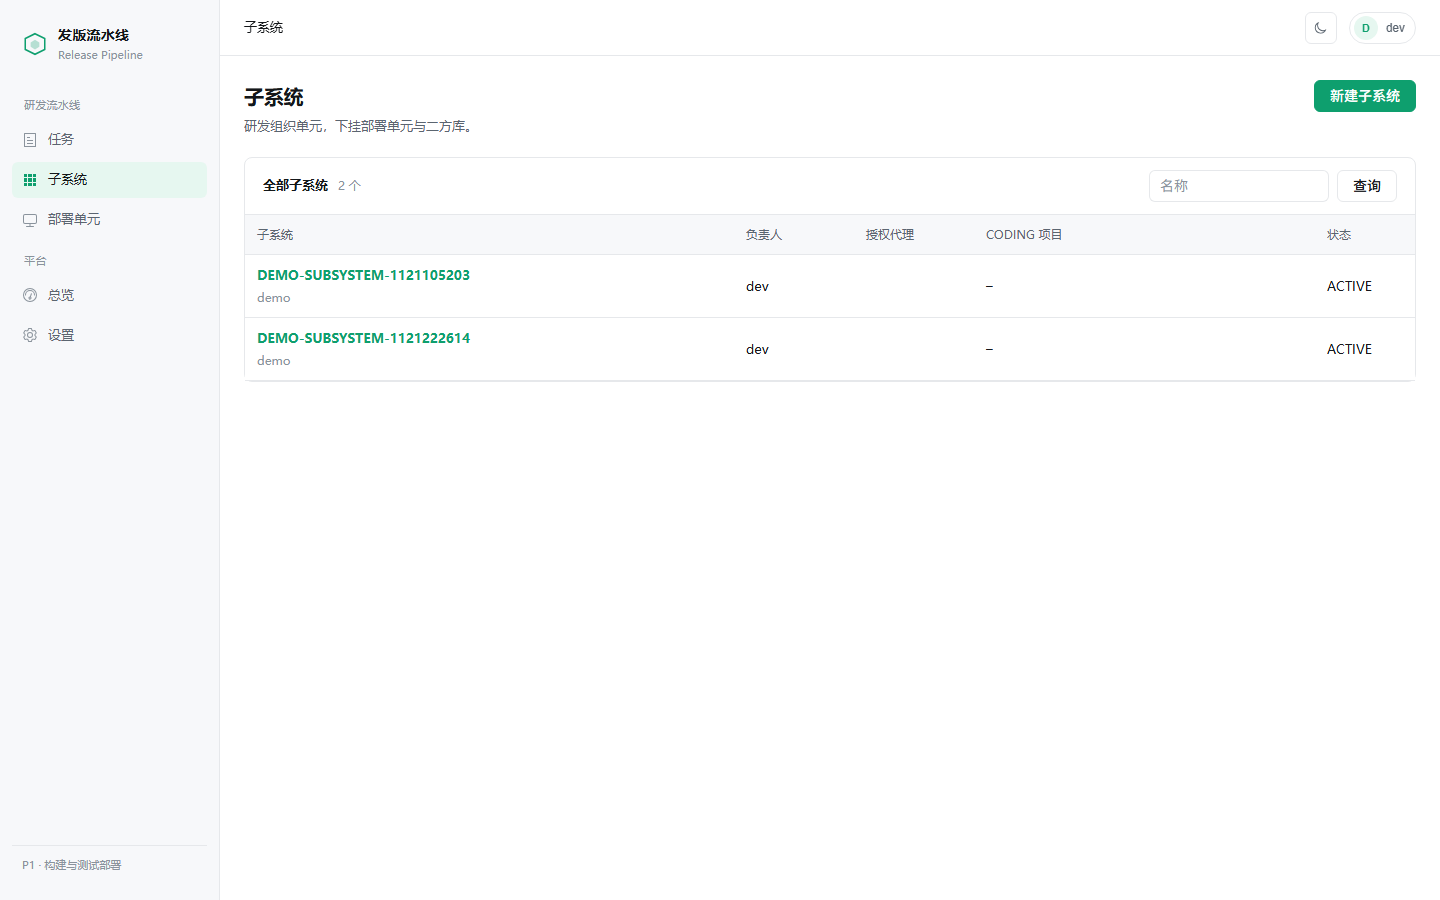 发版流水线
Release Pipeline
研发流水线
任务
子系统
部署单元
平台
总览
设置
P1 · 构建与测试部署
子系统
D dev
子系统
新建子系统
研发组织单元，下挂部署单元与二方库。
全部子系统 2 个 名称 查询
子系统 负责人 授权代理 CODING 项目 状态
DEMO-SUBSYSTEM-1121105203
demo
dev – ACTIVE
DEMO-SUBSYSTEM-1121222614
demo
dev – ACTIVE